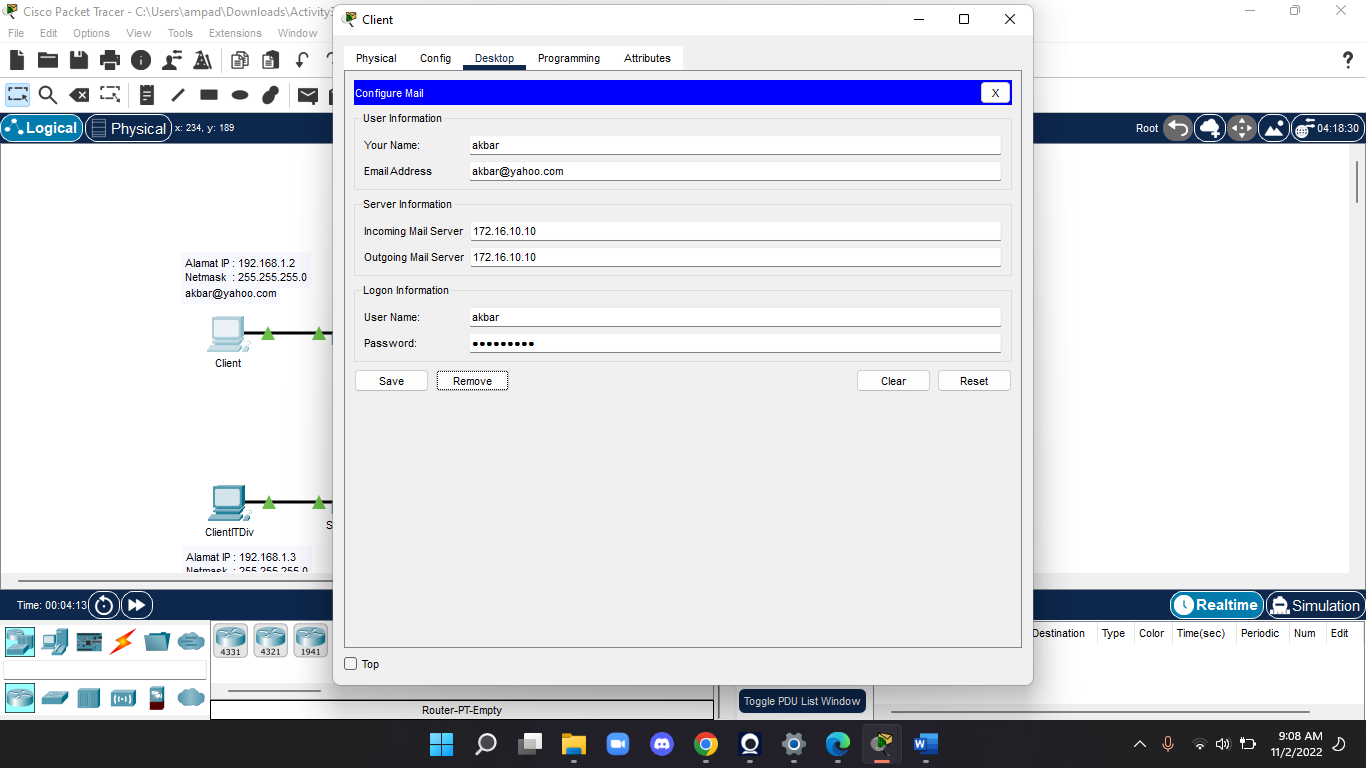 Cisco Packet Tracer - C:\Users\ampad\Downloads\Activity3
File Edit Options View Tools Extensions Window
Logical Physical x: 234, y: 189
Root 04:18:30
Alamat IP : 192.168.1.2
Netmask : 255.255.255.0
akbar@yahoo.com
Client
ClientITDiv
S
Alamat IP : 192.168.1.3
Netmask : 255.255.255.0
Client
Physical Config Desktop Programming Attributes
Configure Mail X
User Information
Your Name: akbar
Email Address akbar@yahoo.com
Server Information
Incoming Mail Server 172.16.10.10
Outgoing Mail Server 172.16.10.10
Logon Information
User Name: akbar
Password: ●●●●●●●●●
Save Remove Clear Reset
Top
Time: 00:04:13
Realtime Simulation
4331 4321 1941
Destination Type Color Time(sec) Periodic Num Edit
Router-PT-Empty
Toggle PDU List Window
9:08 AM
11/2/2022